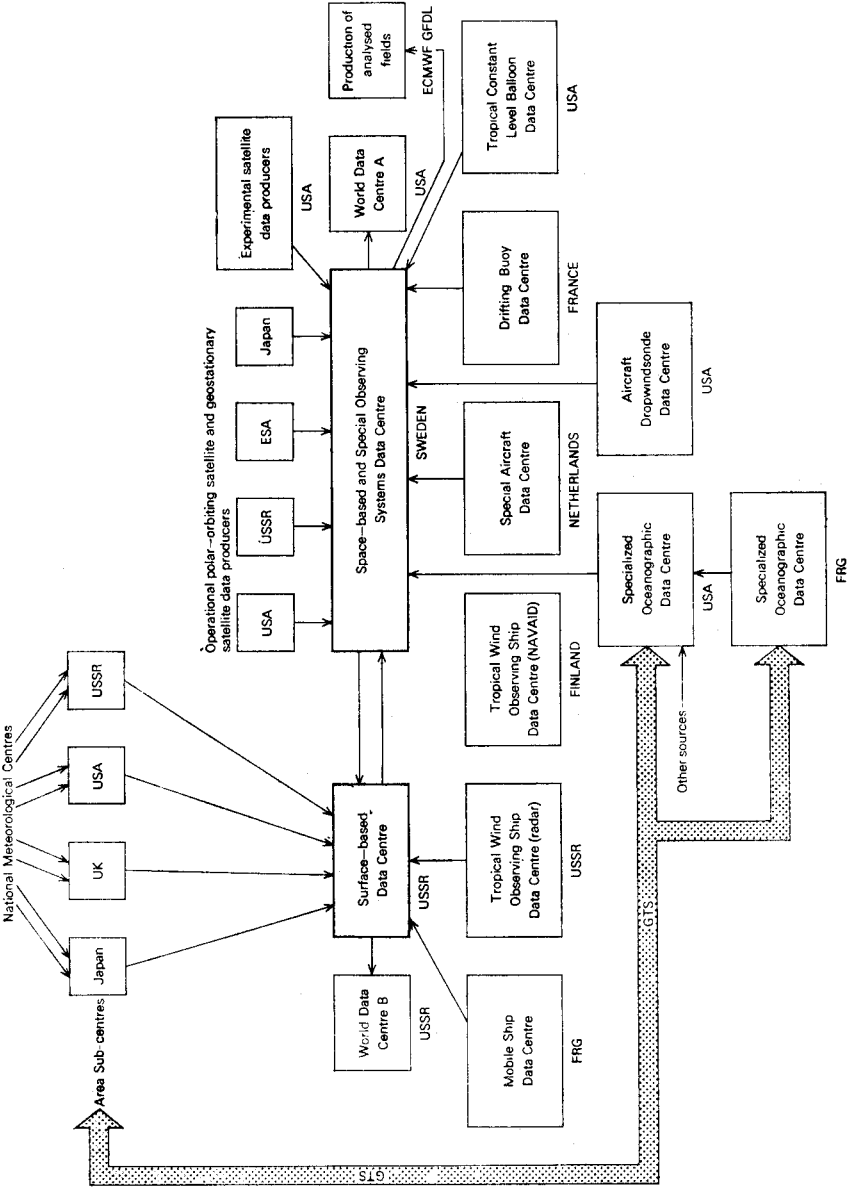 National Meteorological Centres
Japan
UK
USA
USSR
Area Sub-centres
Operational polar-orbiting satellite and geostationary
satellite data producers
USA
USSR
ESA
Japan
Experimental satellite
data producers
USA
World Data
Centre B
USSR
Surface-based
Data Centre
USSR
Space-based and Special Observing
Systems Data Centre
SWEDEN
World Data
Centre A
USA
Production of
analysed
fields
ECMWF GFDL
Mobile Ship
Data Centre
FRG
Tropical Wind
Observing Ship
Data Centre (radar)
USSR
Tropical Wind
Observing Ship
Data Centre (NAVAID)
FINLAND
Special Aircraft
Data Centre
NETHERLANDS
Drifting Buoy
Data Centre
FRANCE
Tropical Constant
Level Balloon
Data Centre
USA
Specialized
Oceanographic
Data Centre
USA
Aircraft
Dropwindsonde
Data Centre
USA
Other sources
GTS
GTS
Specialized
Oceanographic
Data Centre
FRG